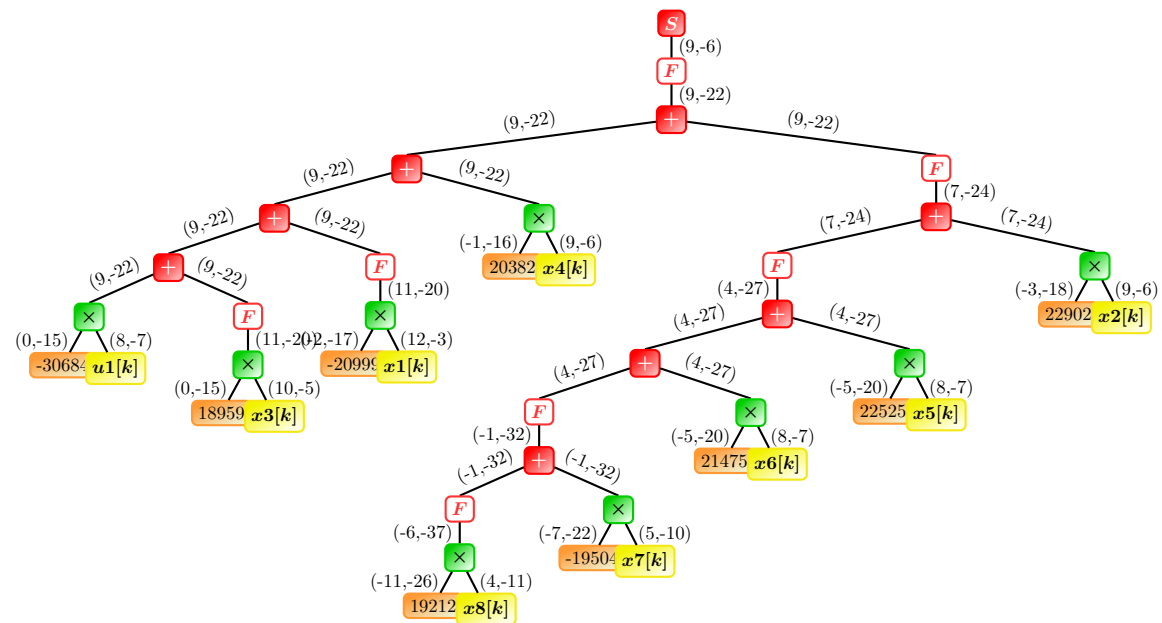 S
(9,-6)
F
(9,-22)
+
(9,-22) (9,-22)
+ F
(9,-22) (9,-22) (7,-24)
+ × +
(9,-22) (9,-22) (-1,-16) (9,-6) (7,-24) (7,-24)
+ F 20382 x4[k] F ×
(9,-22) (9,-22) (11,-20) (4,-27) (-3,-18) (9,-6)
× F × + 22902 x2[k]
(0,-15) (8,-7) (11,-20) (-2,-17) (12,-3) (4,-27) (4,-27)
-30684 u1[k] × -20999 x1[k] + ×
(0,-15) (10,-5) (4,-27) (4,-27) (-5,-20) (8,-7)
18959 x3[k] F × 22525 x5[k]
(-1,-32) (-5,-20) (8,-7)
+ 21475 x6[k]
(-1,-32) (-1,-32)
F ×
(-6,-37) (-7,-22) (5,-10)
× -19504 x7[k]
(-11,-26) (4,-11)
19212 x8[k]